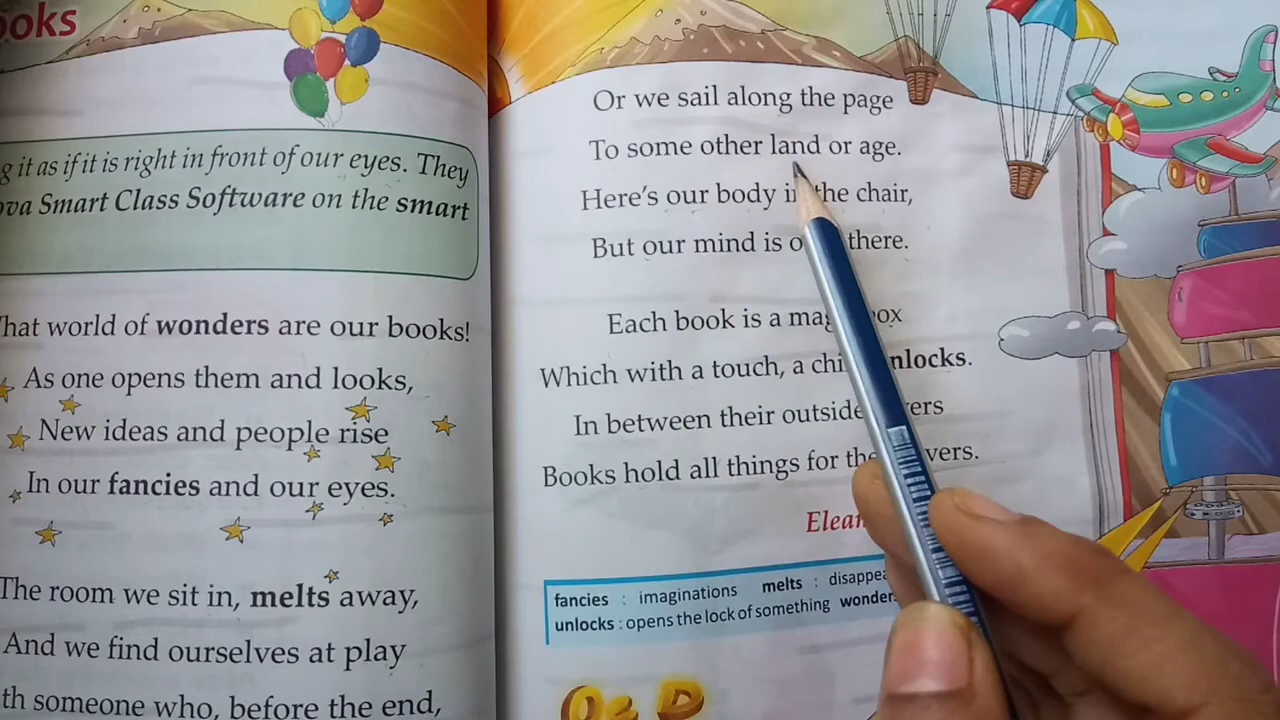 ooks
g it as if it is right in front of our eyes. They
ova Smart Class Software on the smart
hat world of wonders are our books!
As one opens them and looks,
New ideas and people rise
In our fancies and our eyes.
The room we sit in, melts away,
And we find ourselves at play
th someone who, before the end,
Or we sail along the page
To some other land or age.
Here's our body in the chair,
But our mind is there.
Each book is a ox
Which with a touch, a nlocks.
In between their outside
Books hold all things for vers.
Elean
fancies : imaginations melts : disappea
unlocks : opens the lock of something wonder